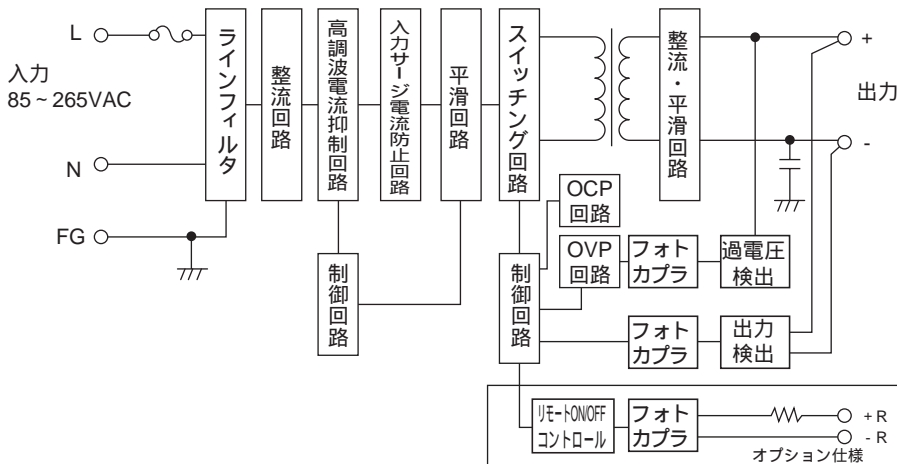 L
入力
85~265VAC
N
FG
ラインフィルタ
整流回路
高調波電流抑制回路
入力サージ電流防止回路
平滑回路
スイッチング回路
整流・平滑回路
+
出力
-
制御回路
制御回路
OCP
回路
OVP
回路
フォト
カプラ
過電圧
検出
フォト
カプラ
出力
検出
リモートON/OFF
コントロール
フォト
カプラ
+R
-R
オプション仕様